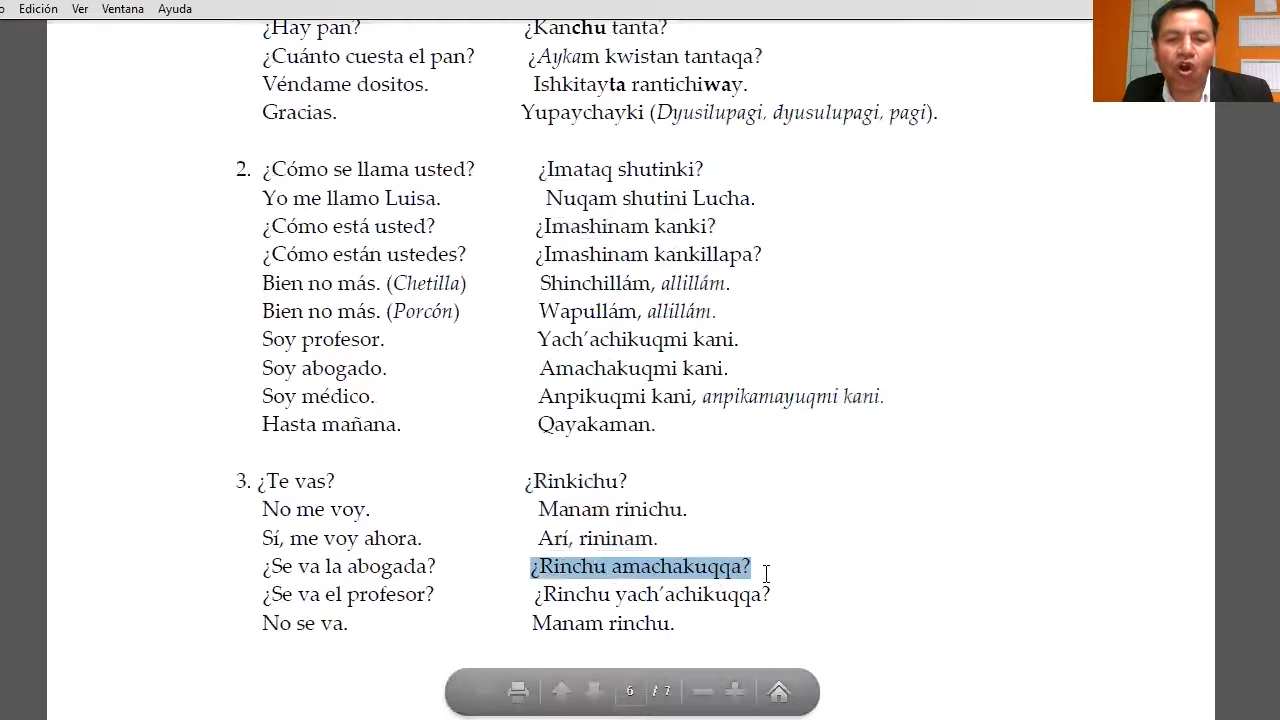 Edición Ver Ventana Ayuda
¿Hay pan? ¿Kanchu tanta?
¿Cuánto cuesta el pan? ¿Aykam kwistan tantaqa?
Véndame dositos. Ishkitayta rantichiway.
Gracias. Yupaychayki (Dyusilupagi, dyusulupagi, pagi).
2. ¿Cómo se llama usted? ¿Imataq shutinki?
Yo me llamo Luisa. Nuqam shutini Lucha.
¿Cómo está usted? ¿Imashinam kanki?
¿Cómo están ustedes? ¿Imashinam kankillapa?
Bien no más. (Chetilla) Shinchillám, allillám.
Bien no más. (Porcón) Wapullám, allillám.
Soy profesor. Yach’achikuqmi kani.
Soy abogado. Amachakuqmi kani.
Soy médico. Anpikuqmi kani, anpikamayuqmi kani.
Hasta mañana. Qayakaman.
3. ¿Te vas? ¿Rinkichu?
No me voy. Manam rinichu.
Sí, me voy ahora. Arí, rininam.
¿Se va la abogada? ¿Rinchu amachakuqqa?
¿Se va el profesor? ¿Rinchu yach’achikuqqa?
No se va. Manam rinchu.
6 / 7